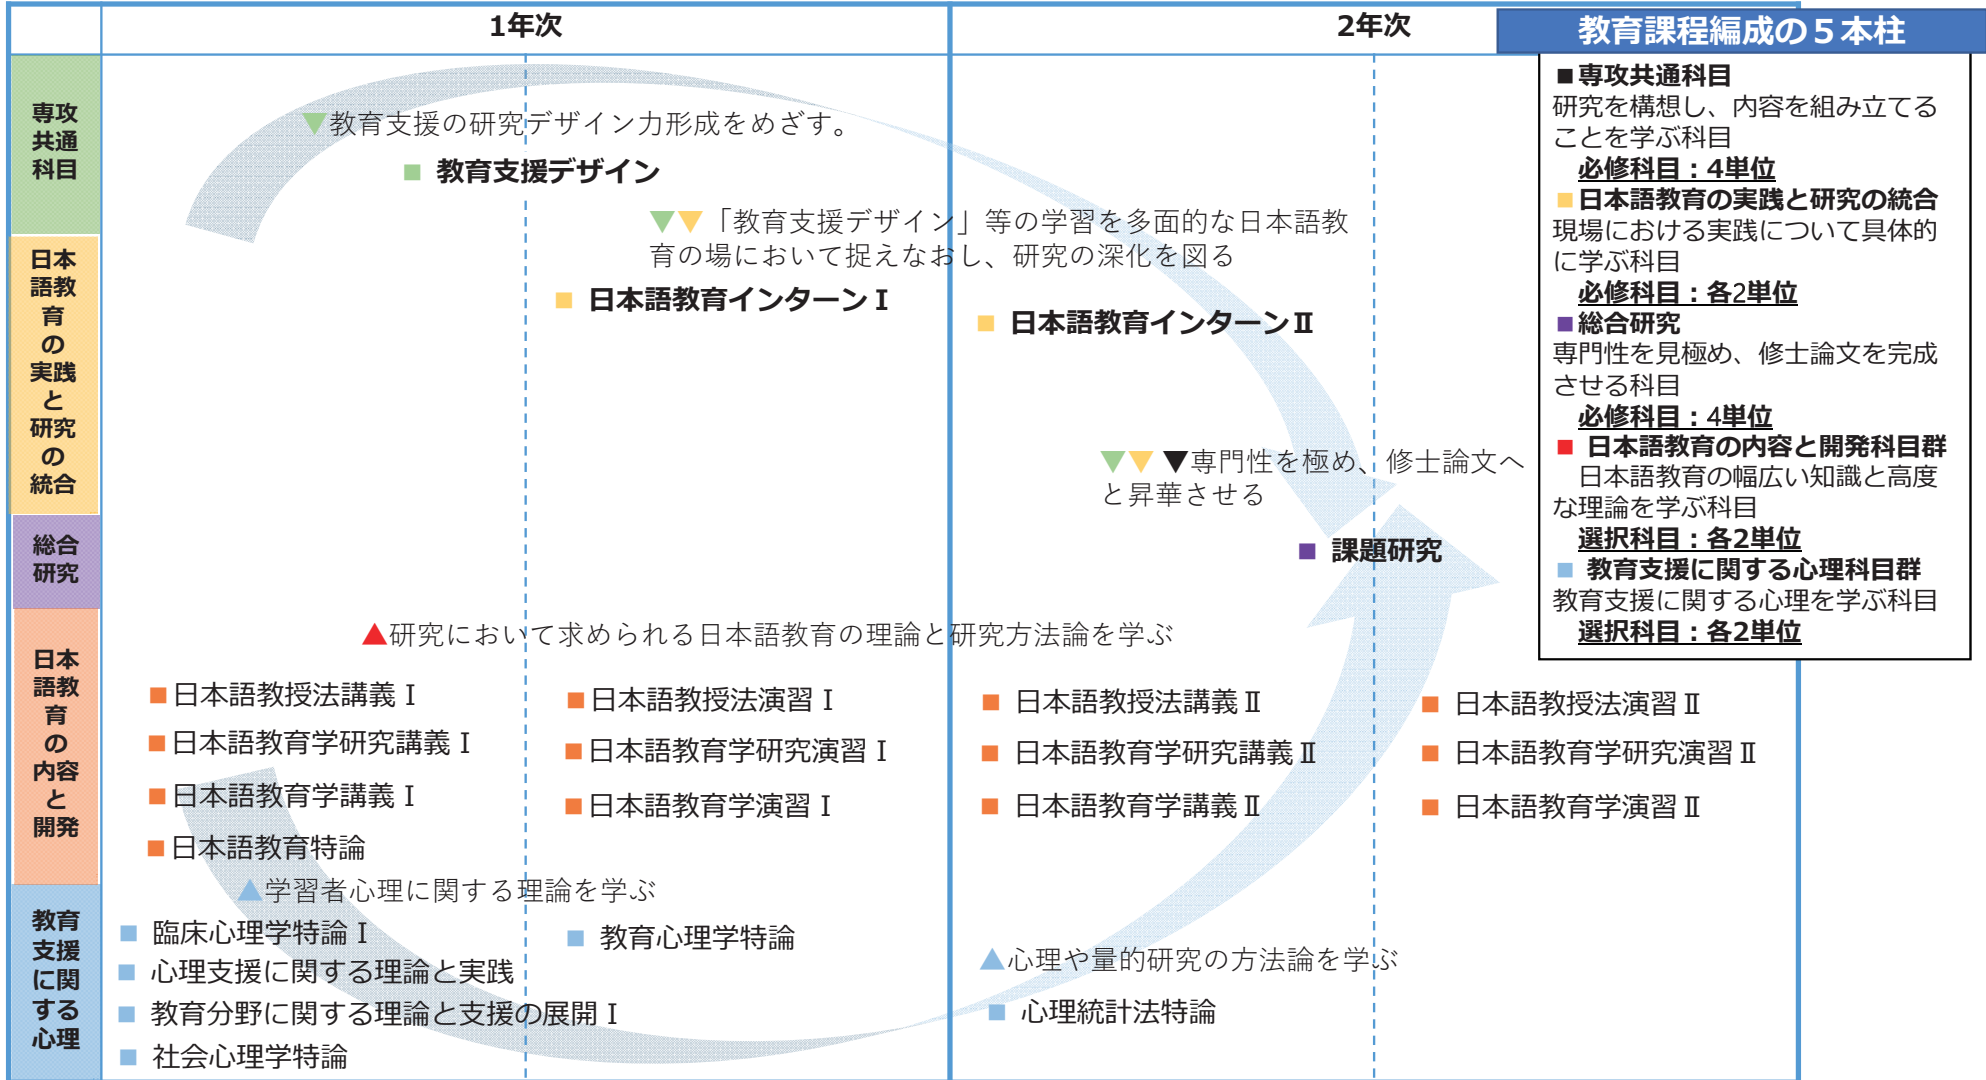 1年次
2年次
教育課程編成の５本柱
専攻
共通
科目
▼教育支援の研究デザイン力形成をめざす。
■ 教育支援デザイン
日本
語教
育
の
実践
と
研究
の
統合
▼▼「教育支援デザイン」等の学習を多面的な日本語教
育の場において捉えなおし、研究の深化を図る
■ 日本語教育インターンⅠ
■ 日本語教育インターンⅡ
▼▼▼専門性を極め、修士論文へ
と昇華させる
総合
研究
■ 課題研究
日本
語教
育
の
内容
と
開発
▲研究において求められる日本語教育の理論と研究方法論を学ぶ
■日本語教授法講義Ⅰ
■日本語教育学研究講義Ⅰ
■日本語教育学講義Ⅰ
■日本語教育特論
■日本語教授法演習Ⅰ
■日本語教育学研究演習Ⅰ
■日本語教育学演習Ⅰ
■ 日本語教授法講義Ⅱ
■ 日本語教育学研究講義Ⅱ
■ 日本語教育学講義Ⅱ
■ 日本語教授法演習Ⅱ
■ 日本語教育学研究演習Ⅱ
■ 日本語教育学演習Ⅱ
教育
支援
に関
する
心理
▲学習者心理に関する理論を学ぶ
■ 臨床心理学特論Ⅰ
■ 心理支援に関する理論と実践
■ 教育分野に関する理論と支援の展開Ⅰ
■ 社会心理学特論
■ 教育心理学特論
▲心理や量的研究の方法論を学ぶ
■ 心理統計法特論
■専攻共通科目
研究を構想し、内容を組み立てる
ことを学ぶ科目
必修科目：4単位
■日本語教育の実践と研究の統合
現場における実践について具体的
に学ぶ科目
必修科目：各2単位
■総合研究
専門性を見極め、修士論文を完成
させる科目
必修科目：4単位
■ 日本語教育の内容と開発科目群
日本語教育の幅広い知識と高度
な理論を学ぶ科目
選択科目：各2単位
■ 教育支援に関する心理科目群
教育支援に関する心理を学ぶ科目
選択科目：各2単位